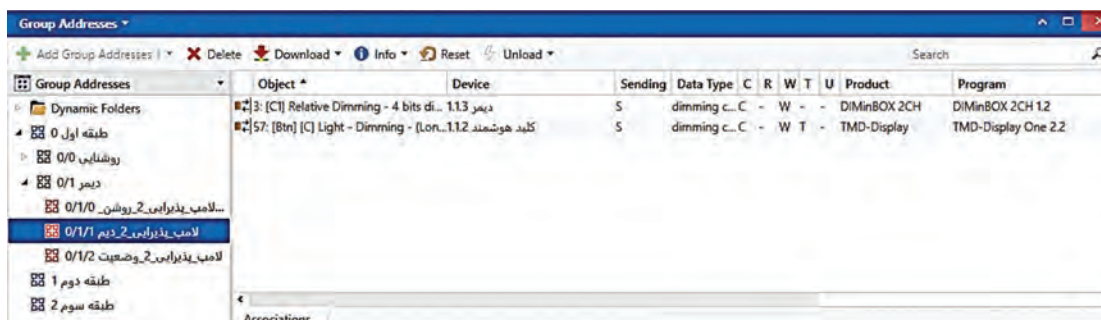 Group Addresses
Add Group Addresses Delete Download Info Reset Unload Search
Group Addresses Object Device Sending Data Type C R W T U Product Program
Dynamic Folders
3: [C1] Relative Dimming - 4 bits di... 1.1.3 دیمر S dimming c... C - W - - DIMinBOX 2CH DIMinBOX 2CH 1.2
57: [Btn] [C] Light - Dimming - (Lon... 1.1.2 کلید هوشمند S dimming c... C - W T - TMD-Display TMD-Display One 2.2
0 طبقه اول
0/0 روشنایی
0/1 دیمر
0/1/0 لامپ_پذیرایی_2_روشن_...
0/1/1 لامپ_پذیرایی_2_دیم
0/1/2 لامپ_پذیرایی_2_وضعیت
1 طبقه دوم
2 طبقه سوم
Associations